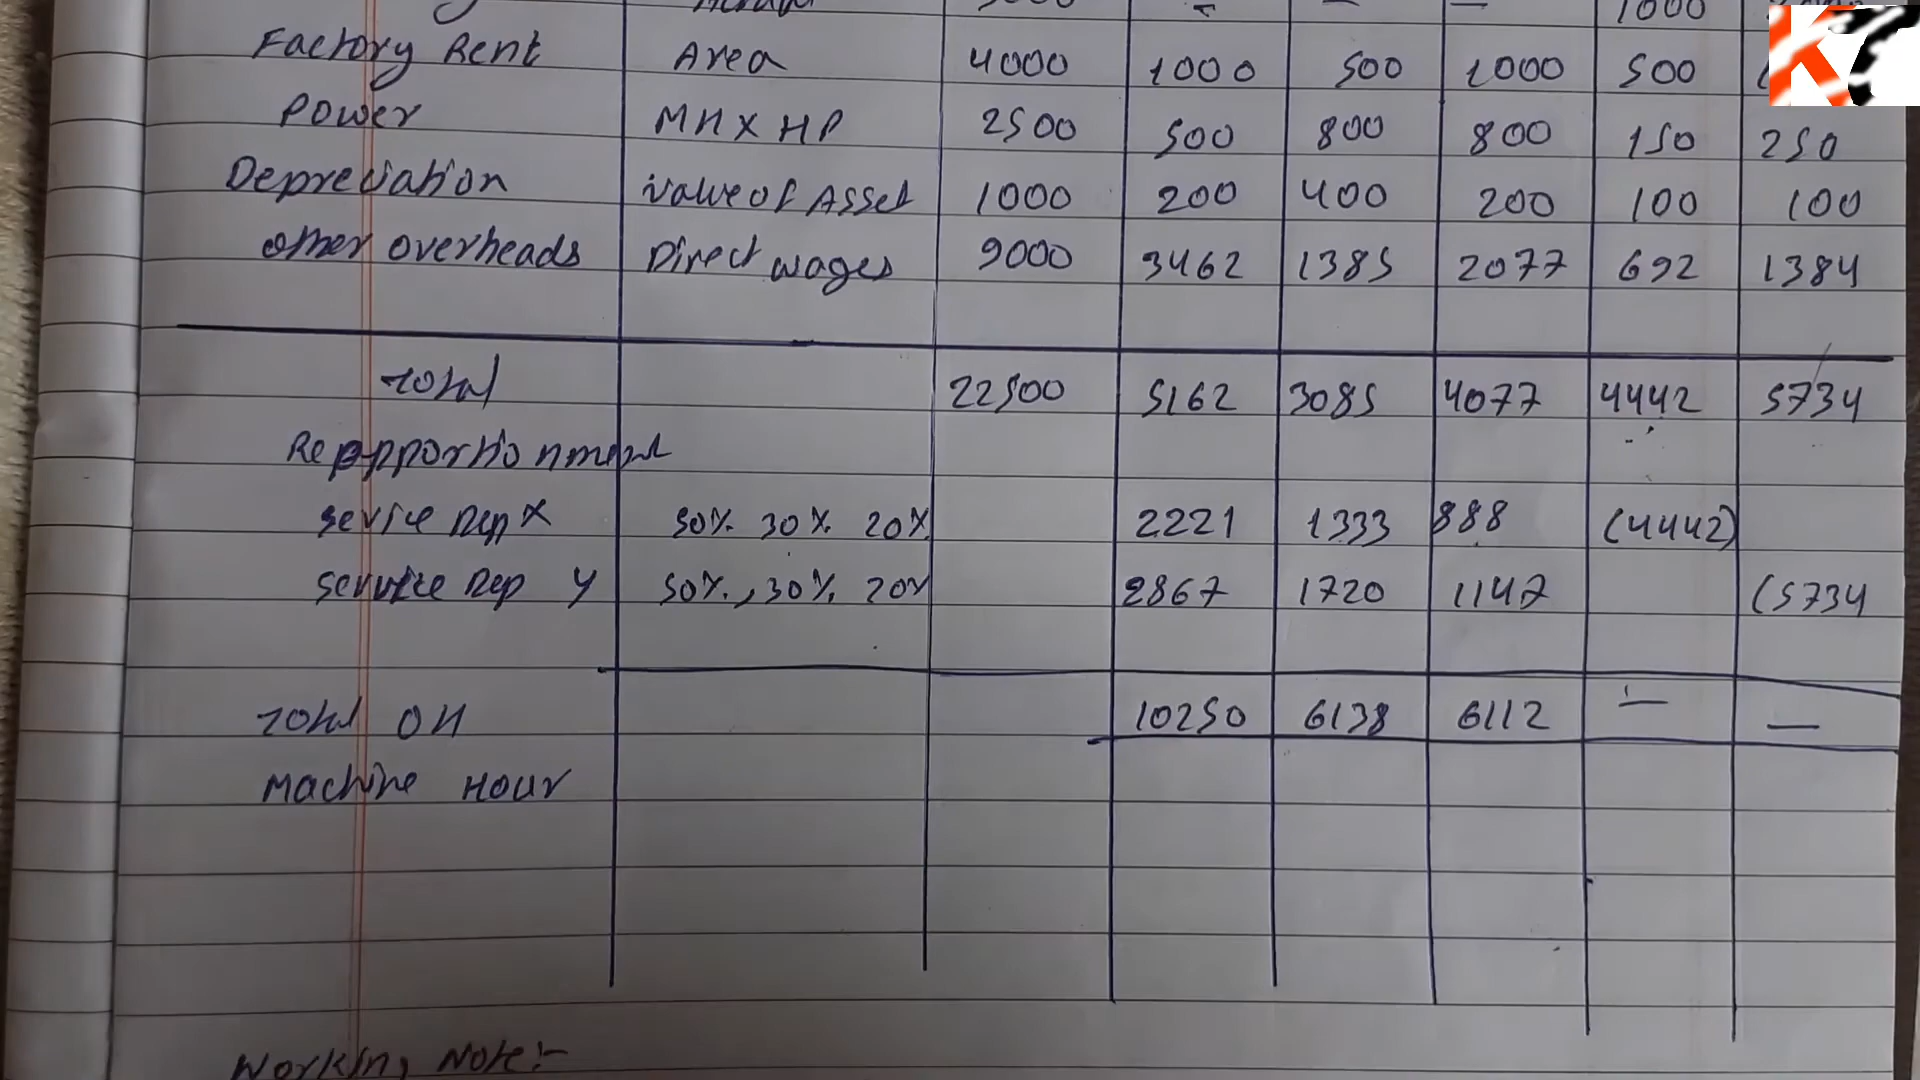 1000
Factory Rent Area 4000 1000 500 1000 500
Power MH X HP 2500 500 800 800 150 250
Depreciation value of Asset 1000 200 400 200 100 100
other overheads Direct wages 9000 3462 1385 2077 692 1384
Total 22500 5162 3085 4077 4442 5734
Reapportionment
Service Dep X 50%. 30%. 20% 2221 1333 888 (4442)
Service Dep Y 50%., 30%. 20% 2867 1720 1147 (5734
Total OH 10250 6138 6112 — —
Machine Hour
Working Note:-